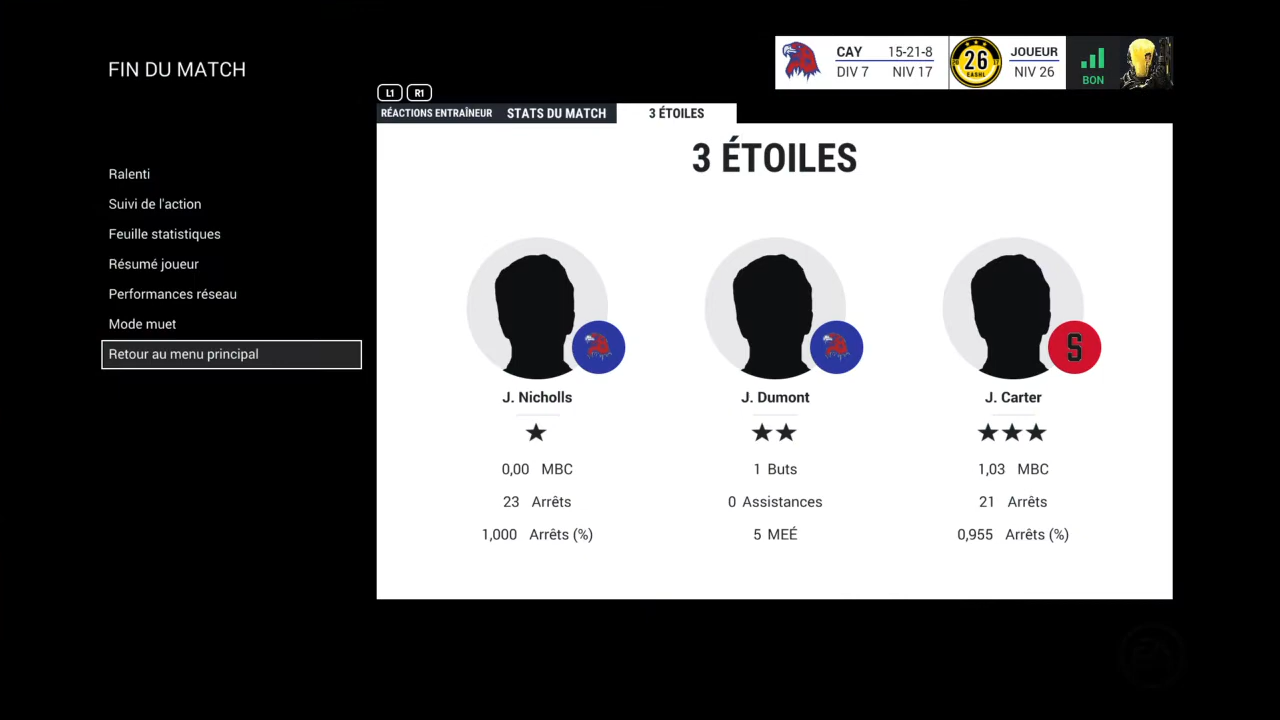 FIN DU MATCH
CAY 15-21-8
DIV 7 NIV 17
26
EASHL
JOUEUR
NIV 26
BON
L1 R1
RÉACTIONS ENTRAÎNEUR STATS DU MATCH 3 ÉTOILES
3 ÉTOILES
Ralenti
Suivi de l'action
Feuille statistiques
Résumé joueur
Performances réseau
Mode muet
Retour au menu principal
S
J. Nicholls J. Dumont J. Carter
0,00 MBC 1 Buts 1,03 MBC
23 Arrêts 0 Assistances 21 Arrêts
1,000 Arrêts (%) 5 MEÉ 0,955 Arrêts (%)